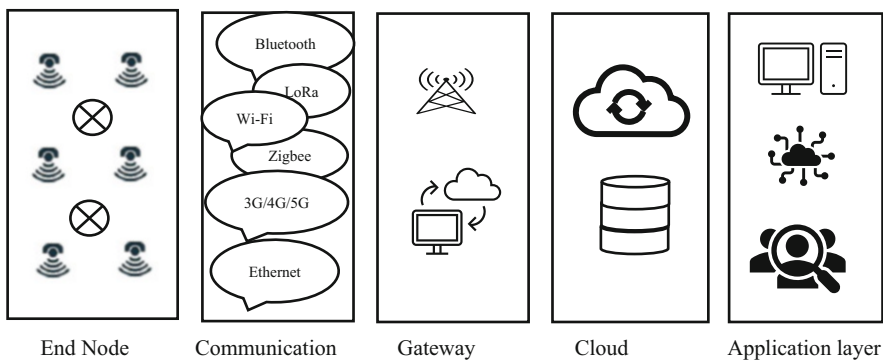 Bluetooth
LoRa
Wi-Fi
Zigbee
3G/4G/5G
Ethernet
End Node
Communication
Gateway
Cloud
Application layer